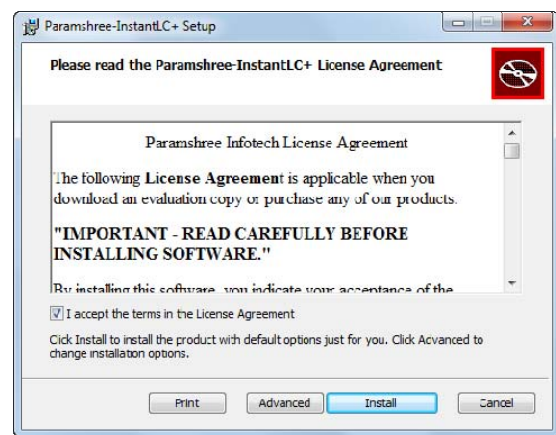 Paramshree-InstantLC+ Setup
Please read the Paramshree-InstantLC+ License Agreement
Paramshree Infotech License Agreement
The following License Agreement is applicable when you
download an evaluation copy or purchase any of our products.
"IMPORTANT - READ CAREFULLY BEFORE
INSTALLING SOFTWARE."
By installing this software, you indicate your acceptance of the
I accept the terms in the License Agreement
Click Install to install the product with default options just for you. Click Advanced to
change installation options.
Print Advanced Install Cancel